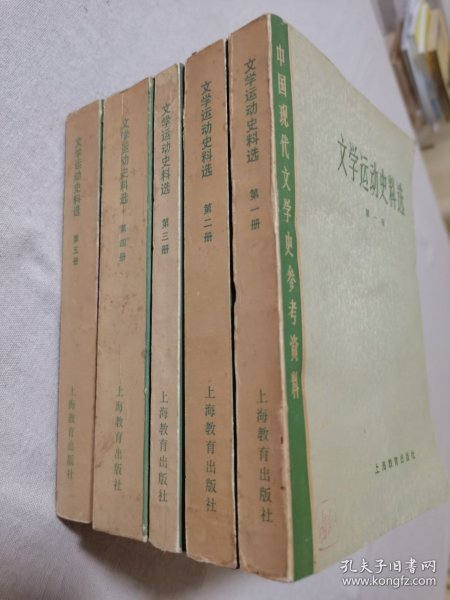 文学运动史料选
第五册
上海教育出版社
文学运动史料选
第四册
上海教育出版社
文学运动史料选
第三册
上海教育出版社
文学运动史料选
第二册
上海教育出版社
文学运动史料选
第一册
上海教育出版社
中国现代文学史参考资料
文学运动史料选
第一册
上海教育出版社
孔夫子旧书网
www.kongfz.com